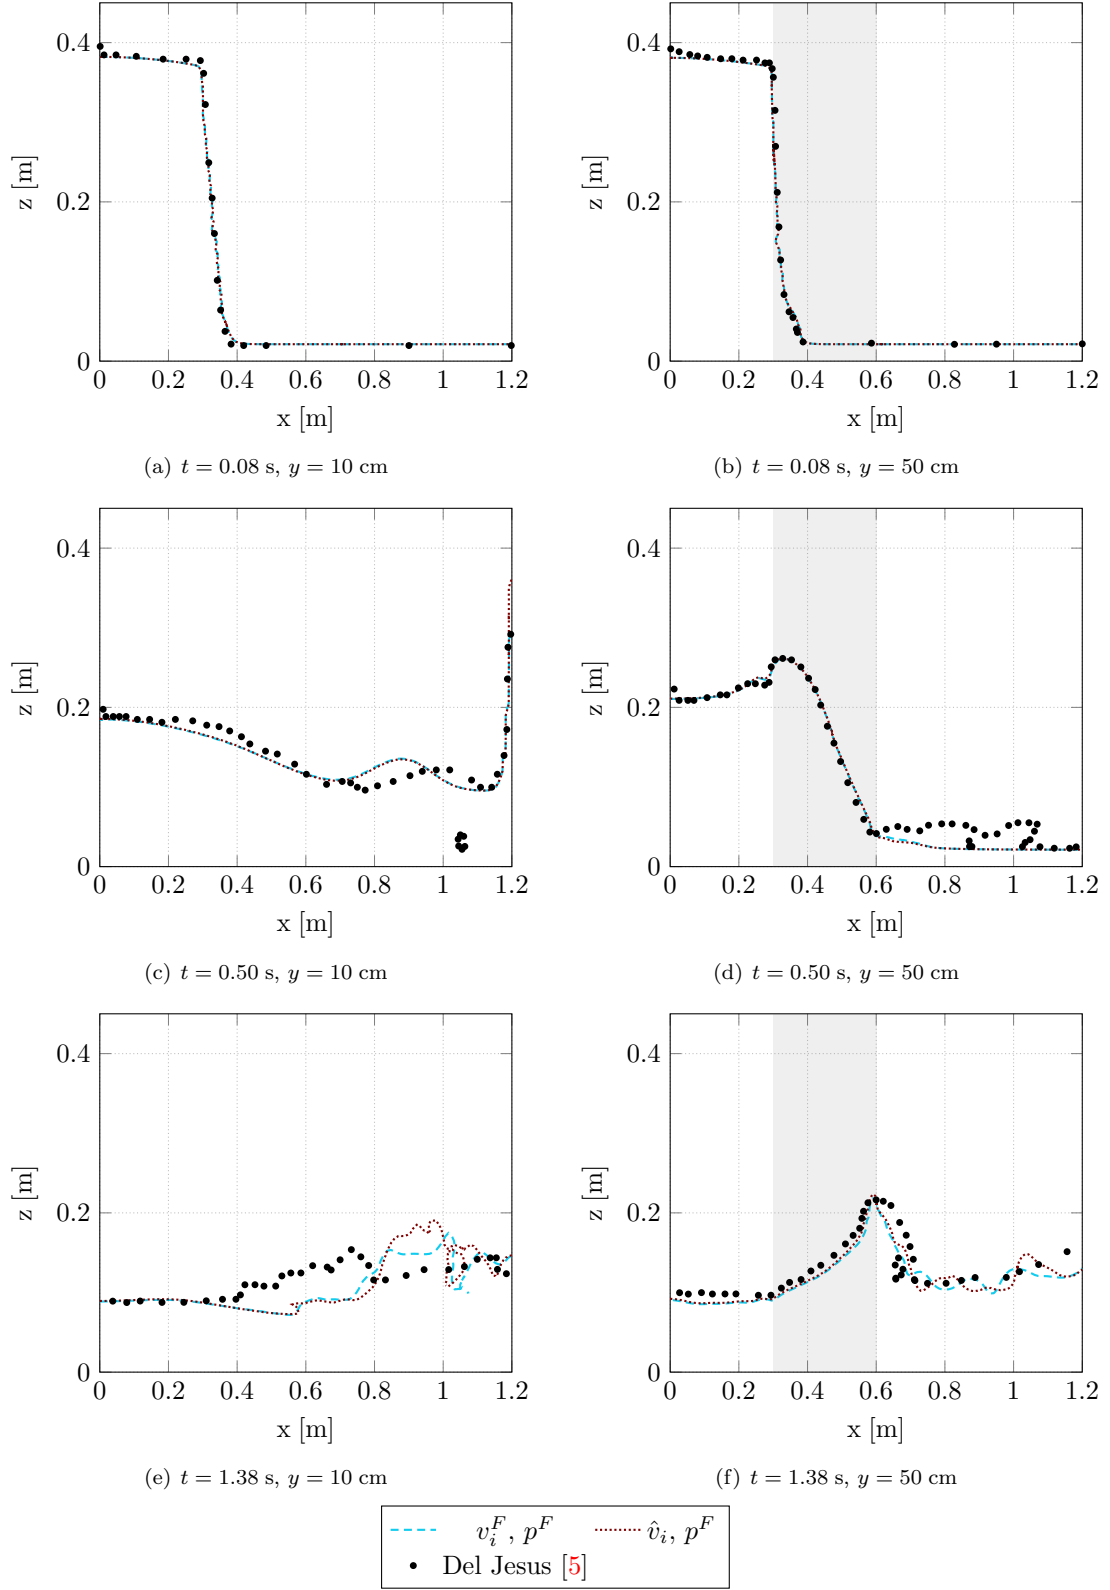 0.4
0.2
0
z [m]
0 0.2 0.4 0.6 0.8 1 1.2
x [m]
(a) t = 0.08 s, y = 10 cm
0.4
0.2
0
z [m]
0 0.2 0.4 0.6 0.8 1 1.2
x [m]
(b) t = 0.08 s, y = 50 cm
0.4
0.2
0
z [m]
0 0.2 0.4 0.6 0.8 1 1.2
x [m]
(c) t = 0.50 s, y = 10 cm
0.4
0.2
0
z [m]
0 0.2 0.4 0.6 0.8 1 1.2
x [m]
(d) t = 0.50 s, y = 50 cm
0.4
0.2
0
z [m]
0 0.2 0.4 0.6 0.8 1 1.2
x [m]
(e) t = 1.38 s, y = 10 cm
0.4
0.2
0
z [m]
0 0.2 0.4 0.6 0.8 1 1.2
x [m]
(f) t = 1.38 s, y = 50 cm
$v_i^F$, $p^F$ $\hat{v}_i$, $p^F$
Del Jesus [5]